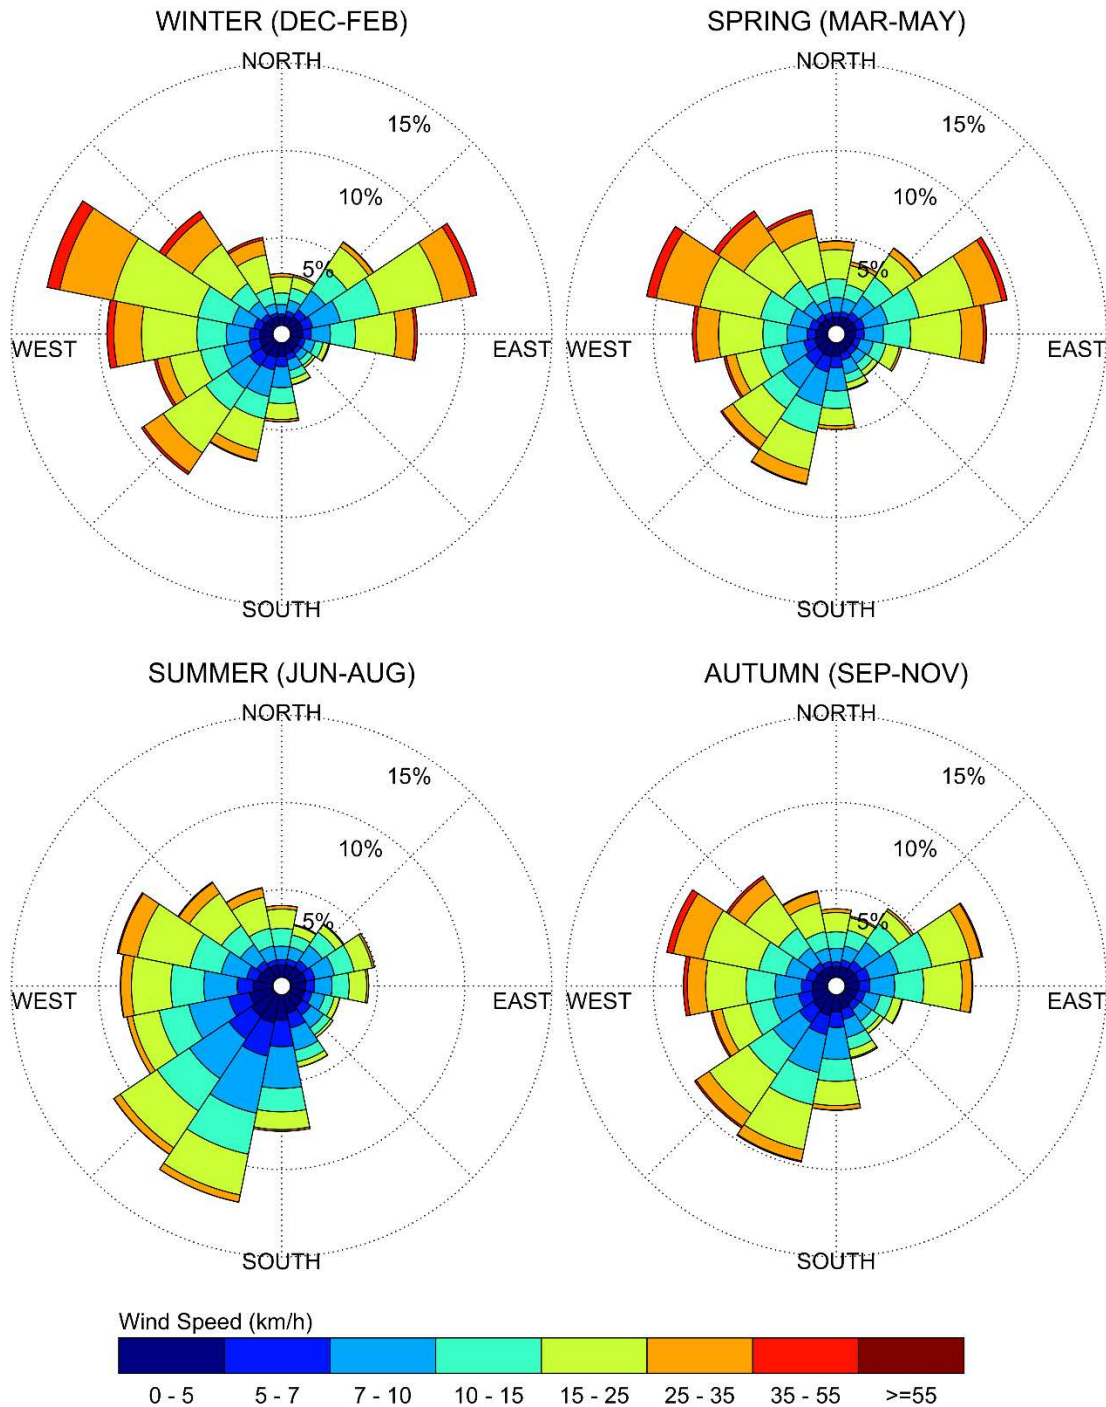 WINTER (DEC-FEB)
SPRING (MAR-MAY)
NORTH
NORTH
15%
15%
10%
10%
5%
5%
WEST
EAST
WEST
EAST
SOUTH
SOUTH
SUMMER (JUN-AUG)
AUTUMN (SEP-NOV)
NORTH
NORTH
15%
15%
10%
10%
5%
5%
WEST
EAST
WEST
EAST
SOUTH
SOUTH
Wind Speed (km/h)
0 - 5 5 - 7 7 - 10 10 - 15 15 - 25 25 - 35 35 - 55 >=55